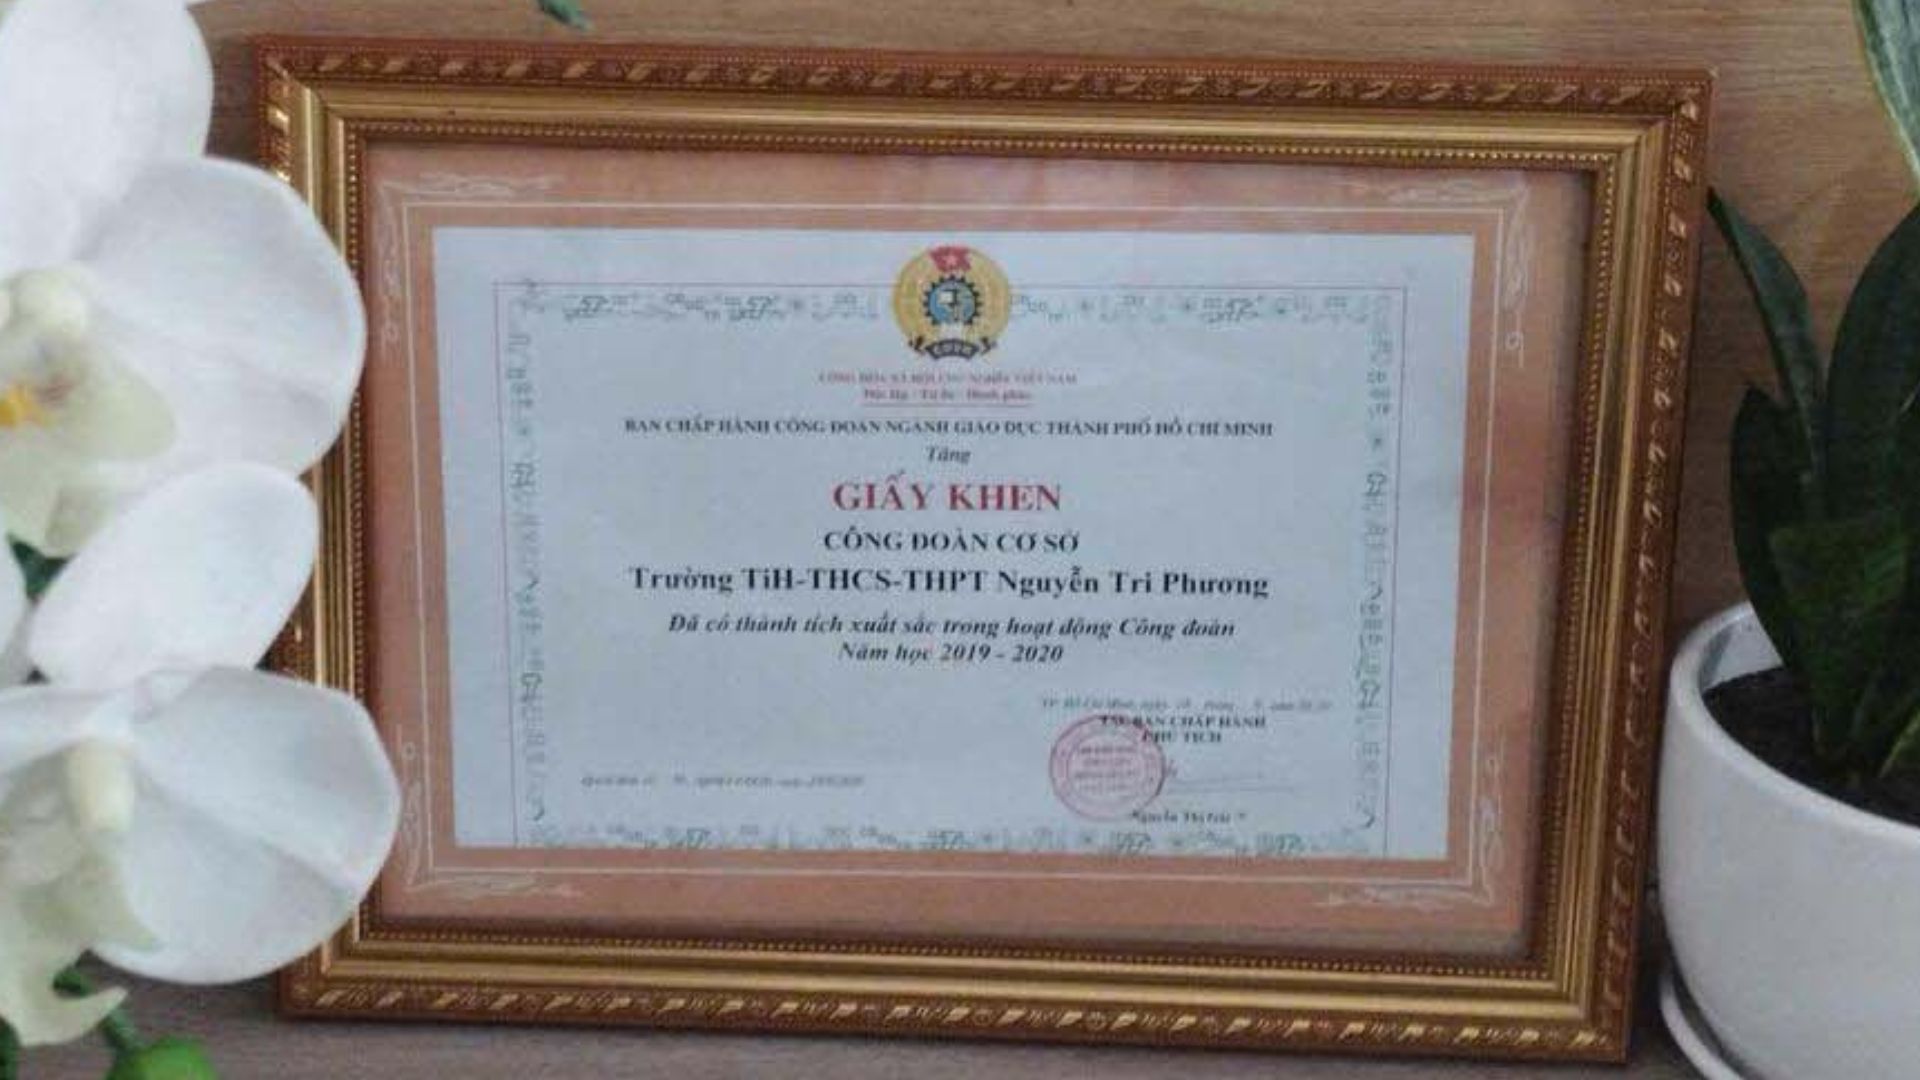 CỘNG HÒA XÃ HỘI CHỦ NGHĨA VIỆT NAM
Độc lập - Tự do - Hạnh phúc
BAN CHẤP HÀNH CÔNG ĐOÀN NGÀNH GIÁO DỤC THÀNH PHỐ HỒ CHÍ MINH
Tặng
GIẤY KHEN
CÔNG ĐOÀN CƠ SỞ
Trường TiH-THCS-THPT Nguyễn Tri Phương
Đã có thành tích xuất sắc trong hoạt động Công đoàn
Năm học 2019 - 2020
BAN CHẤP HÀNH
CHỦ TỊCH